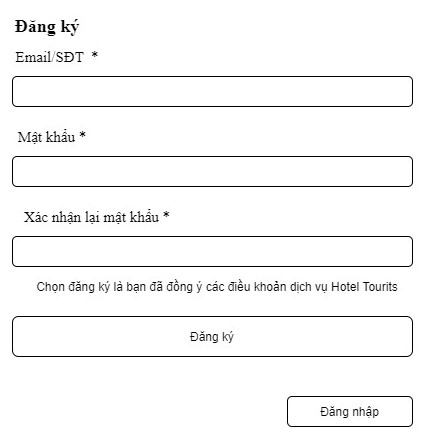 Đăng ký
Email/SĐT *
Mật khẩu *
Xác nhận lại mật khẩu *
Chọn đăng ký là bạn đã đồng ý các điều khoản dịch vụ Hotel Tourits
Đăng ký
Đăng nhập